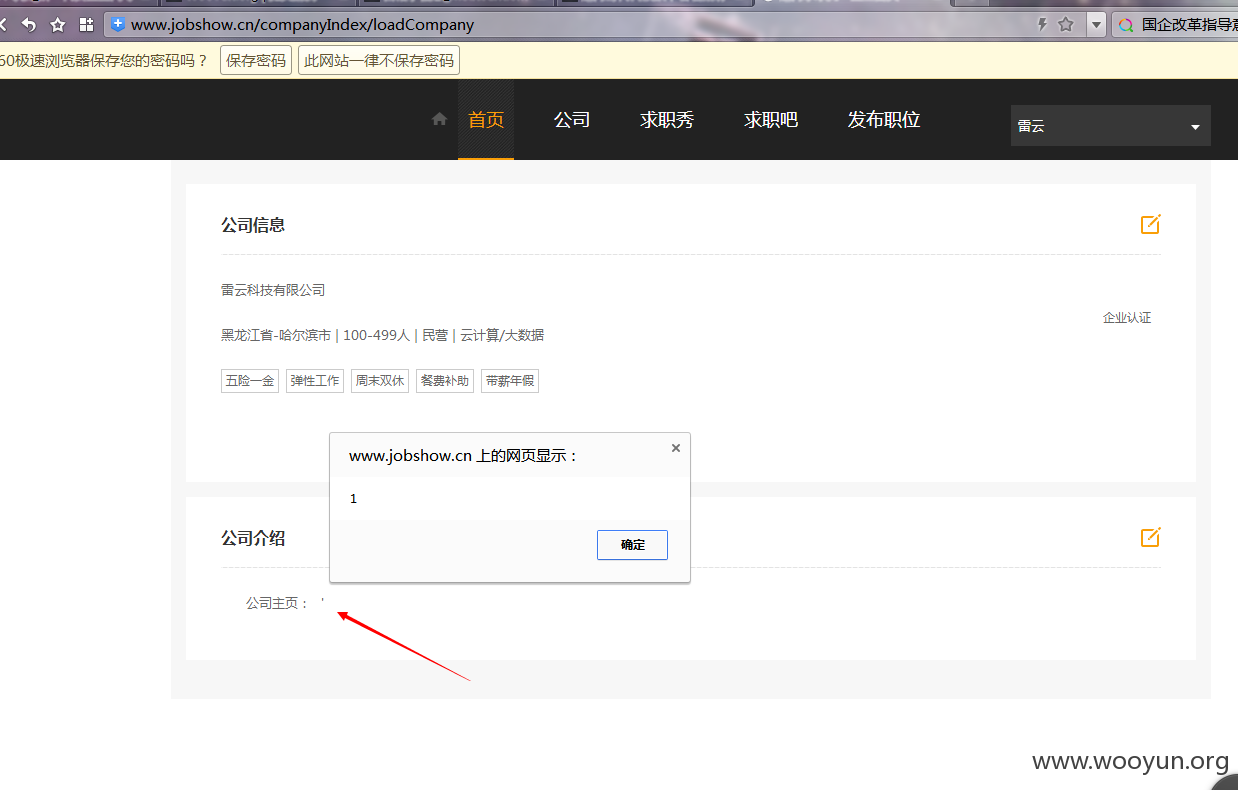 www.jobshow.cn/companyIndex/loadCompany
国企改革指导意
60极速浏览器保存您的密码吗？ 保存密码 此网站一律不保存密码
首页 公司 求职秀 求职吧 发布职位 雷云
公司信息
雷云科技有限公司
企业认证
黑龙江省-哈尔滨市 | 100-499人 | 民营 | 云计算/大数据
五险一金 弹性工作 周末双休 餐费补助 带薪年假
www.jobshow.cn 上的网页显示：
1
确定
公司介绍
公司主页： '
www.wooyun.org